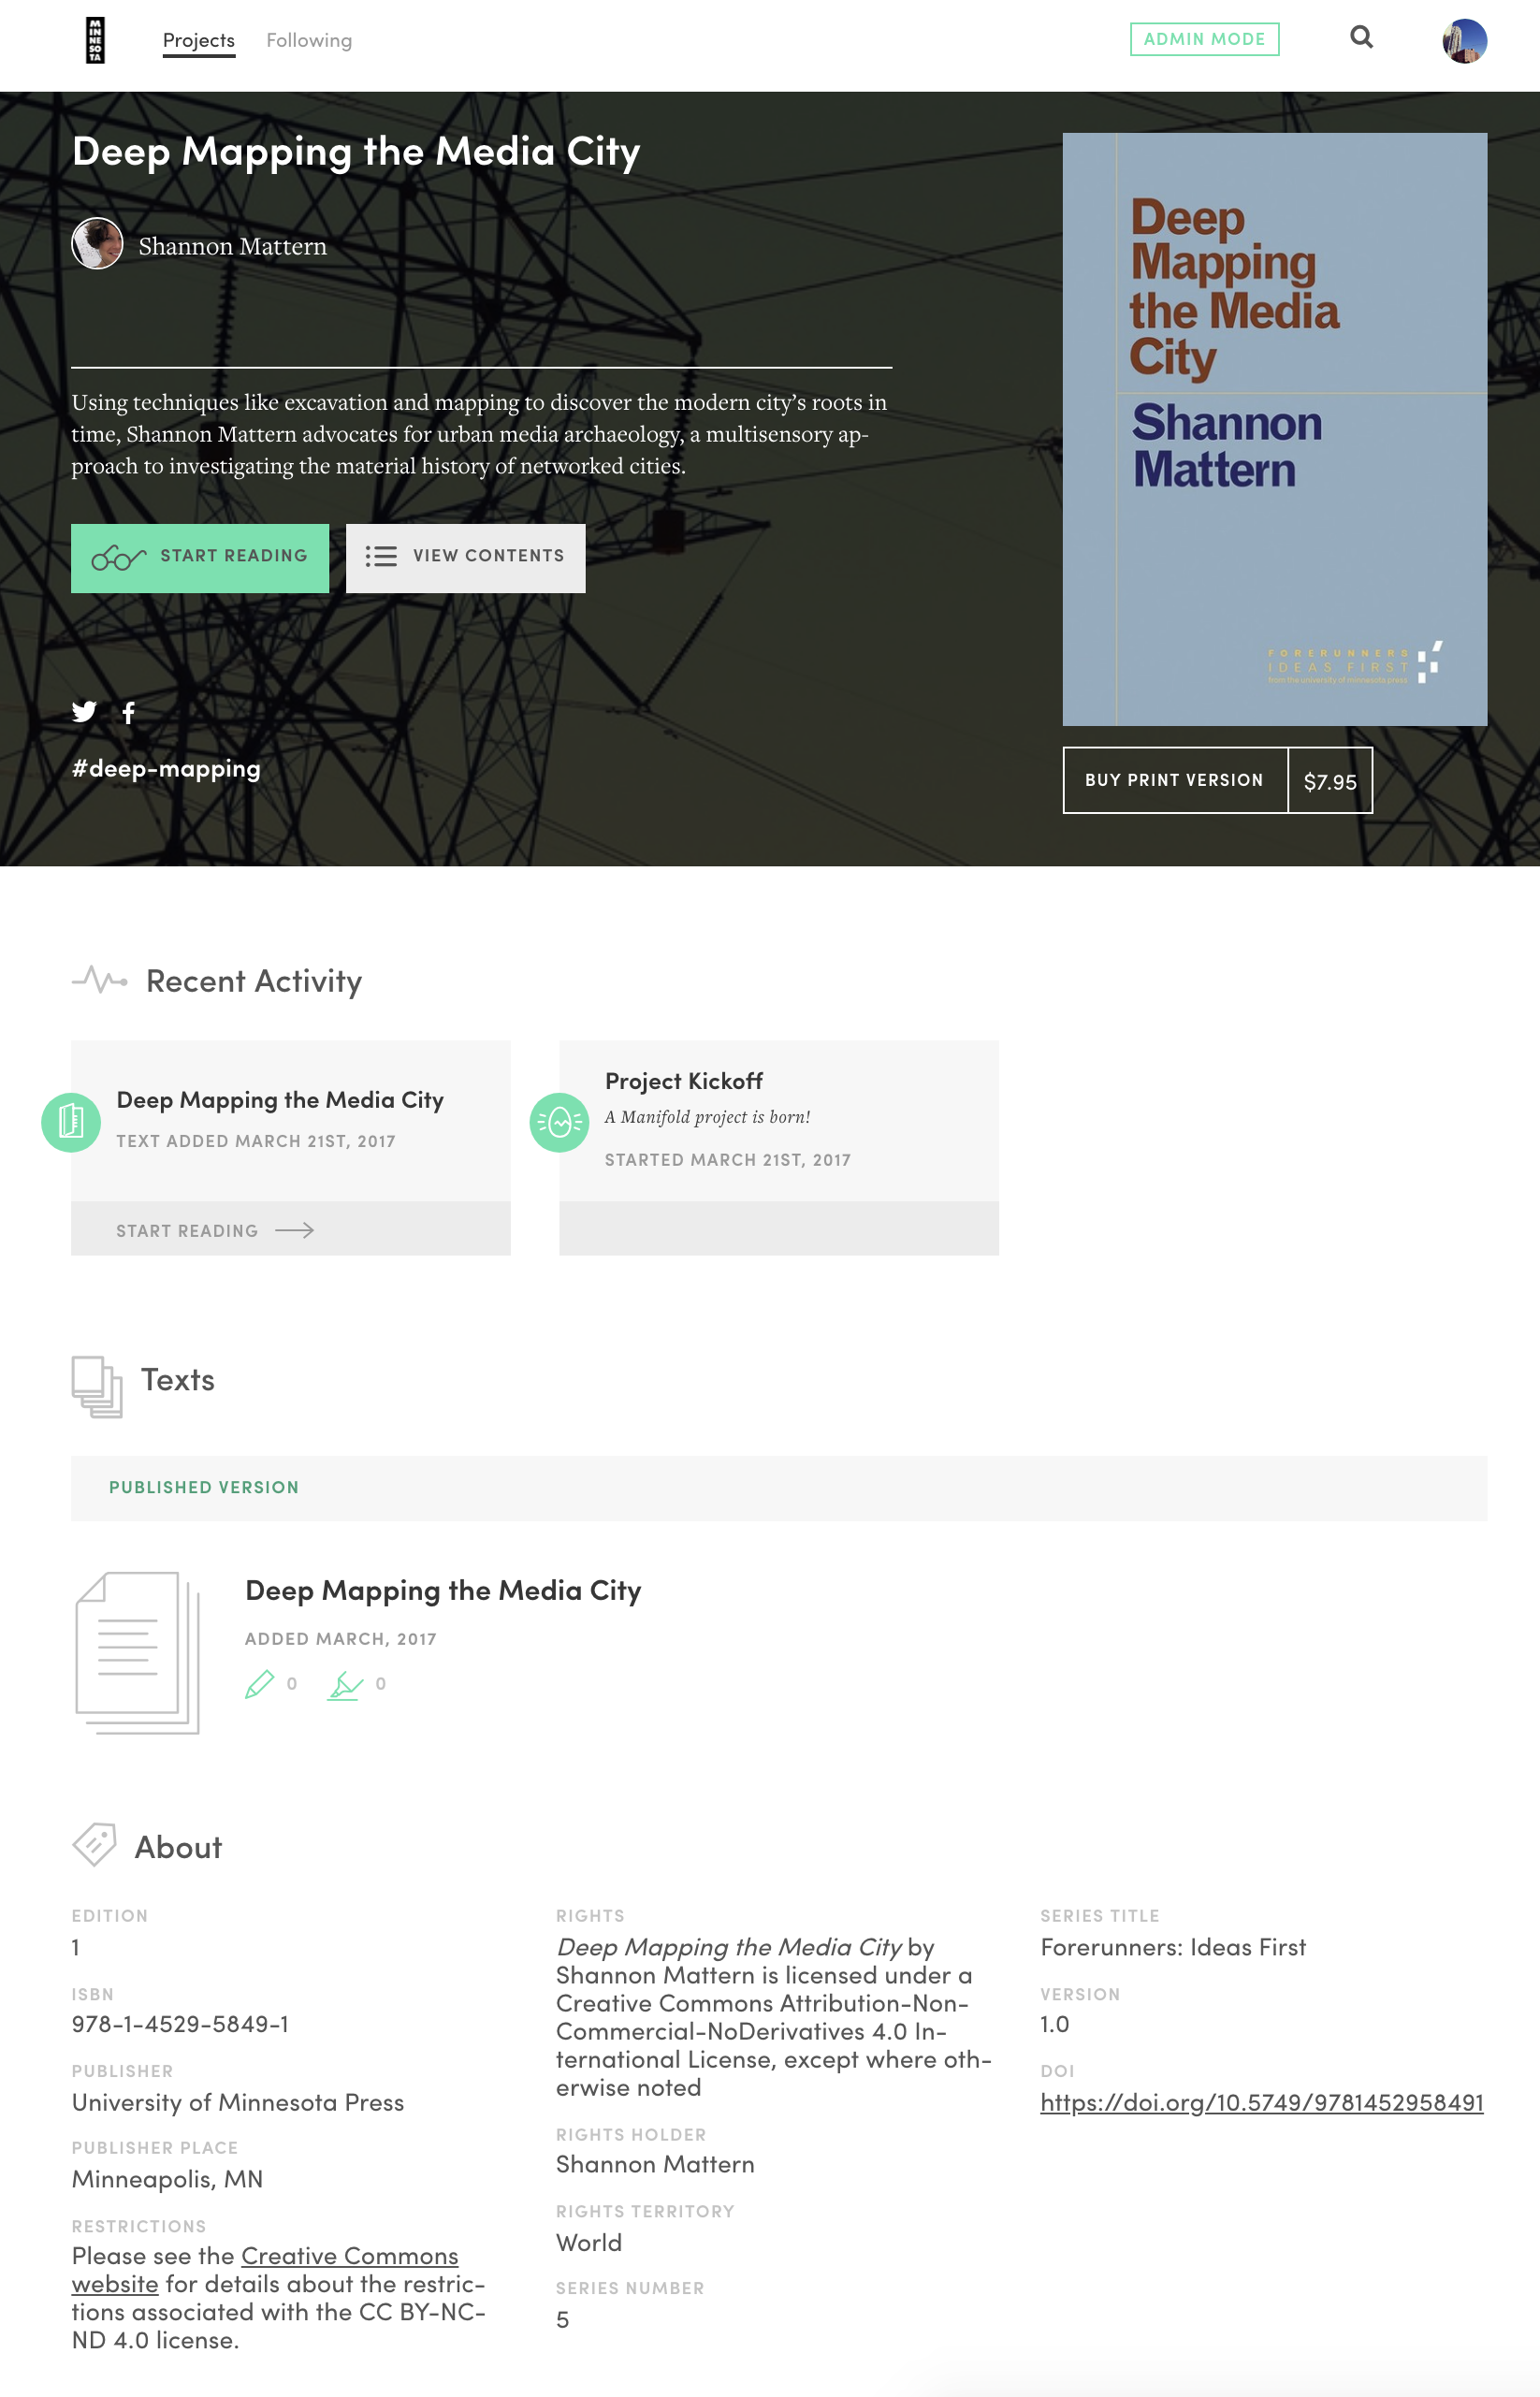 MINNESOTA
Projects
Following
ADMIN MODE
Deep Mapping the Media City
Shannon Mattern
Using techniques like excavation and mapping to discover the modern city's roots in
time, Shannon Mattern advocates for urban media archaeology, a multisensory ap-
proach to investigating the material history of networked cities.
START READING
VIEW CONTENTS
#deep-mapping
Deep
Mapping
the Media
City
Shannon
Mattern
FORERUNNERS
IDEAS FIRST
from the university of minnesota press
BUY PRINT VERSION
$7.95
Recent Activity
Deep Mapping the Media City
TEXT ADDED MARCH 21ST, 2017
START READING
Project Kickoff
A Manifold project is born!
STARTED MARCH 21ST, 2017
Texts
PUBLISHED VERSION
Deep Mapping the Media City
ADDED MARCH, 2017
0
0
About
EDITION
1
ISBN
978-1-4529-5849-1
PUBLISHER
University of Minnesota Press
PUBLISHER PLACE
Minneapolis, MN
RESTRICTIONS
Please see the Creative Commons
website for details about the restric-
tions associated with the CC BY-NC-
ND 4.0 license.
RIGHTS
Deep Mapping the Media City by
Shannon Mattern is licensed under a
Creative Commons Attribution-Non-
Commercial-NoDerivatives 4.0 In-
ternational License, except where oth-
erwise noted
RIGHTS HOLDER
Shannon Mattern
RIGHTS TERRITORY
World
SERIES NUMBER
5
SERIES TITLE
Forerunners: Ideas First
VERSION
1.0
DOI
https://doi.org/10.5749/9781452958491